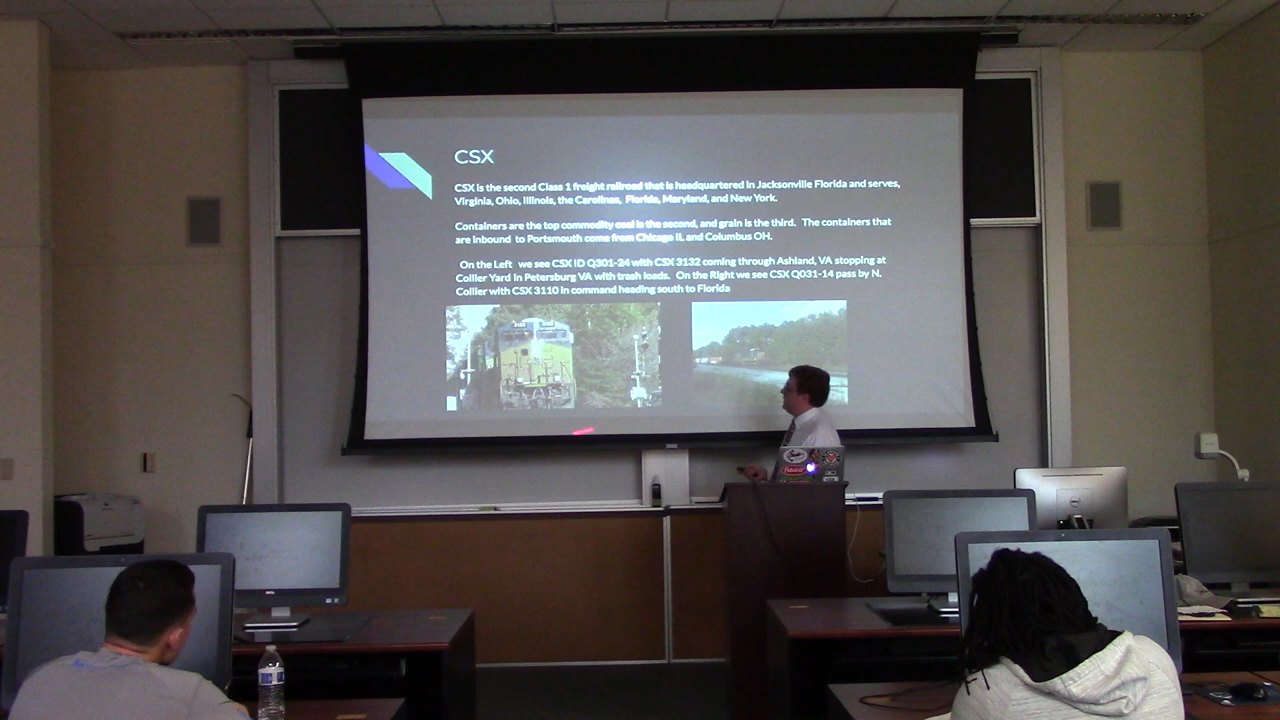 CSX
CSX is the second Class 1 freight railroad that is headquartered in Jacksonville Florida and serves,
Virginia, Ohio, Illinois, the Carolinas, Florida, Maryland, and New York.
Containers are the top commodity coal is the second, and grain is the third. The containers that
are inbound to Portsmouth come from Chicago IL and Columbus OH.
On the Left we see CSX ID Q301-24 with CSX 3132 coming through Ashland, VA stopping at
Collier Yard in Petersburg VA with trash loads. On the Right we see CSX Q031-14 pass by N.
Collier with CSX 3110 in command heading south to Florida
DELL